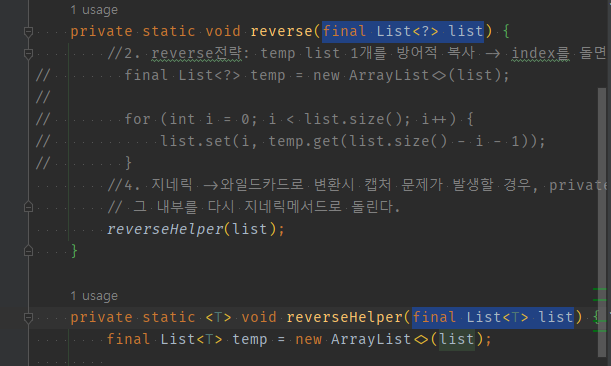 1 usage
private static void reverse(final List<?> list) {
//2. reverse전략: temp list 1개를 방어적 복사 -> index를 돌면
// final List<?> temp = new ArrayList<>(list);
//
// for (int i = 0; i < list.size(); i++) {
// list.set(i, temp.get(list.size() - i - 1));
// }
//4. 지네릭 ->와일드카드로 변환시 캡처 문제가 발생할 경우, private
// 그 내부를 다시 지네릭메서드로 돌린다.
reverseHelper(list);
}
1 usage
private static <T> void reverseHelper(final List<T> list) {
final List<T> temp = new ArrayList<>(list);